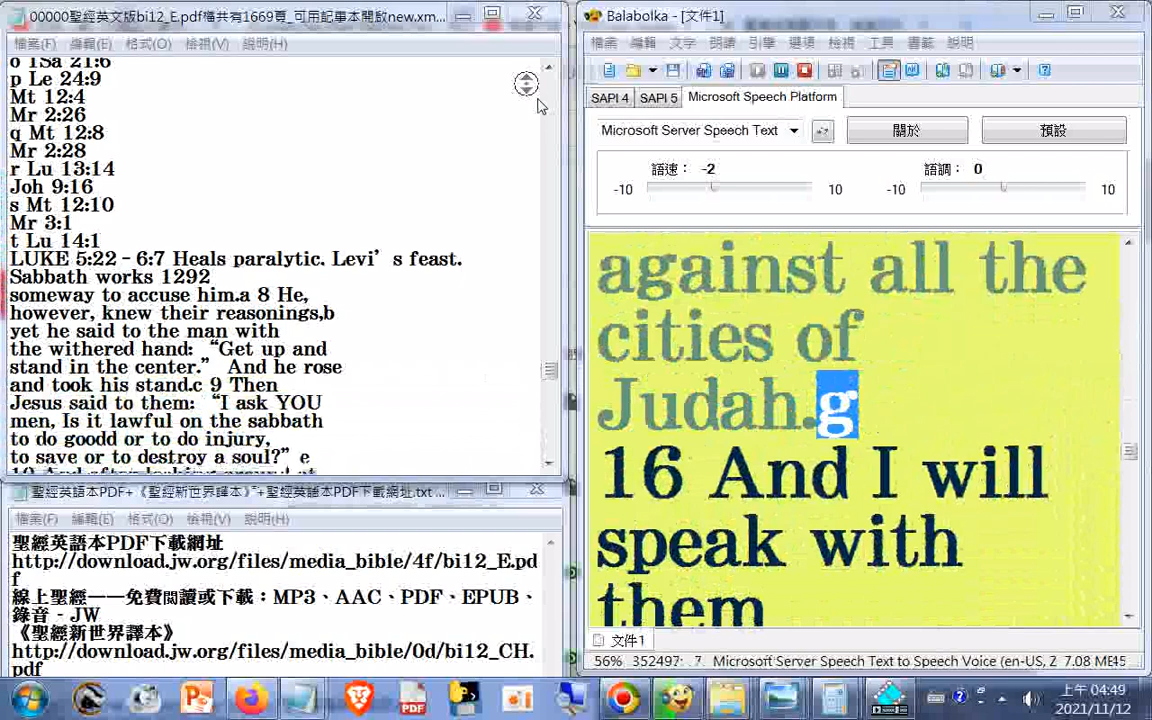 00000聖經英文版bi12_E.pdf檔共有1669頁_可用記事本開啟new.xm...
檔案(F) 編輯(E) 格式(O) 檢視(V) 說明(H)
o 1Sa 21:6
p Le 24:9
Mt 12:4
Mr 2:26
q Mt 12:8
Mr 2:28
r Lu 13:14
Joh 9:16
s Mt 12:10
Mr 3:1
t Lu 14:1
LUKE 5:22–6:7 Heals paralytic. Levi’s feast.
Sabbath works 1292
someway to accuse him.a 8 He,
however, knew their reasonings,b
yet he said to the man with
the withered hand: “Get up and
stand in the center.” And he rose
and took his stand.c 9 Then
Jesus said to them: “I ask YOU
men, Is it lawful on the sabbath
to do goodd or to do injury,
to save or to destroy a soul?” e
聖經英語本PDF+《聖經新世界譯本》"+聖經英語本PDF下載網址.txt ...
檔案(F) 編輯(E) 格式(O) 檢視(V) 說明(H)
聖經英語本PDF下載網址
http://download.jw.org/files/media_bible/4f/bi12_E.pd
f
線上聖經——免費閱讀或下載：MP3、AAC、PDF、EPUB、
錄音 - JW
《聖經新世界譯本》
http://download.jw.org/files/media_bible/0d/bi12_CH.
pdf
Balabolka - [文件1]
檔案 編輯 文字 朗讀 引擎 選項 檢視 工具 書籤 說明
SAPI 4 SAPI 5 Microsoft Speech Platform
Microsoft Server Speech Text 關於 預設
語速： -2 語調： 0
-10 10 -10 10
against all the
cities of
Judah.g
16 And I will
speak with
them
文件1
56% 352497: 7. Microsoft Server Speech Text to Speech Voice (en-US, Z 7.08 ME45
上午 04:49
2021/11/12